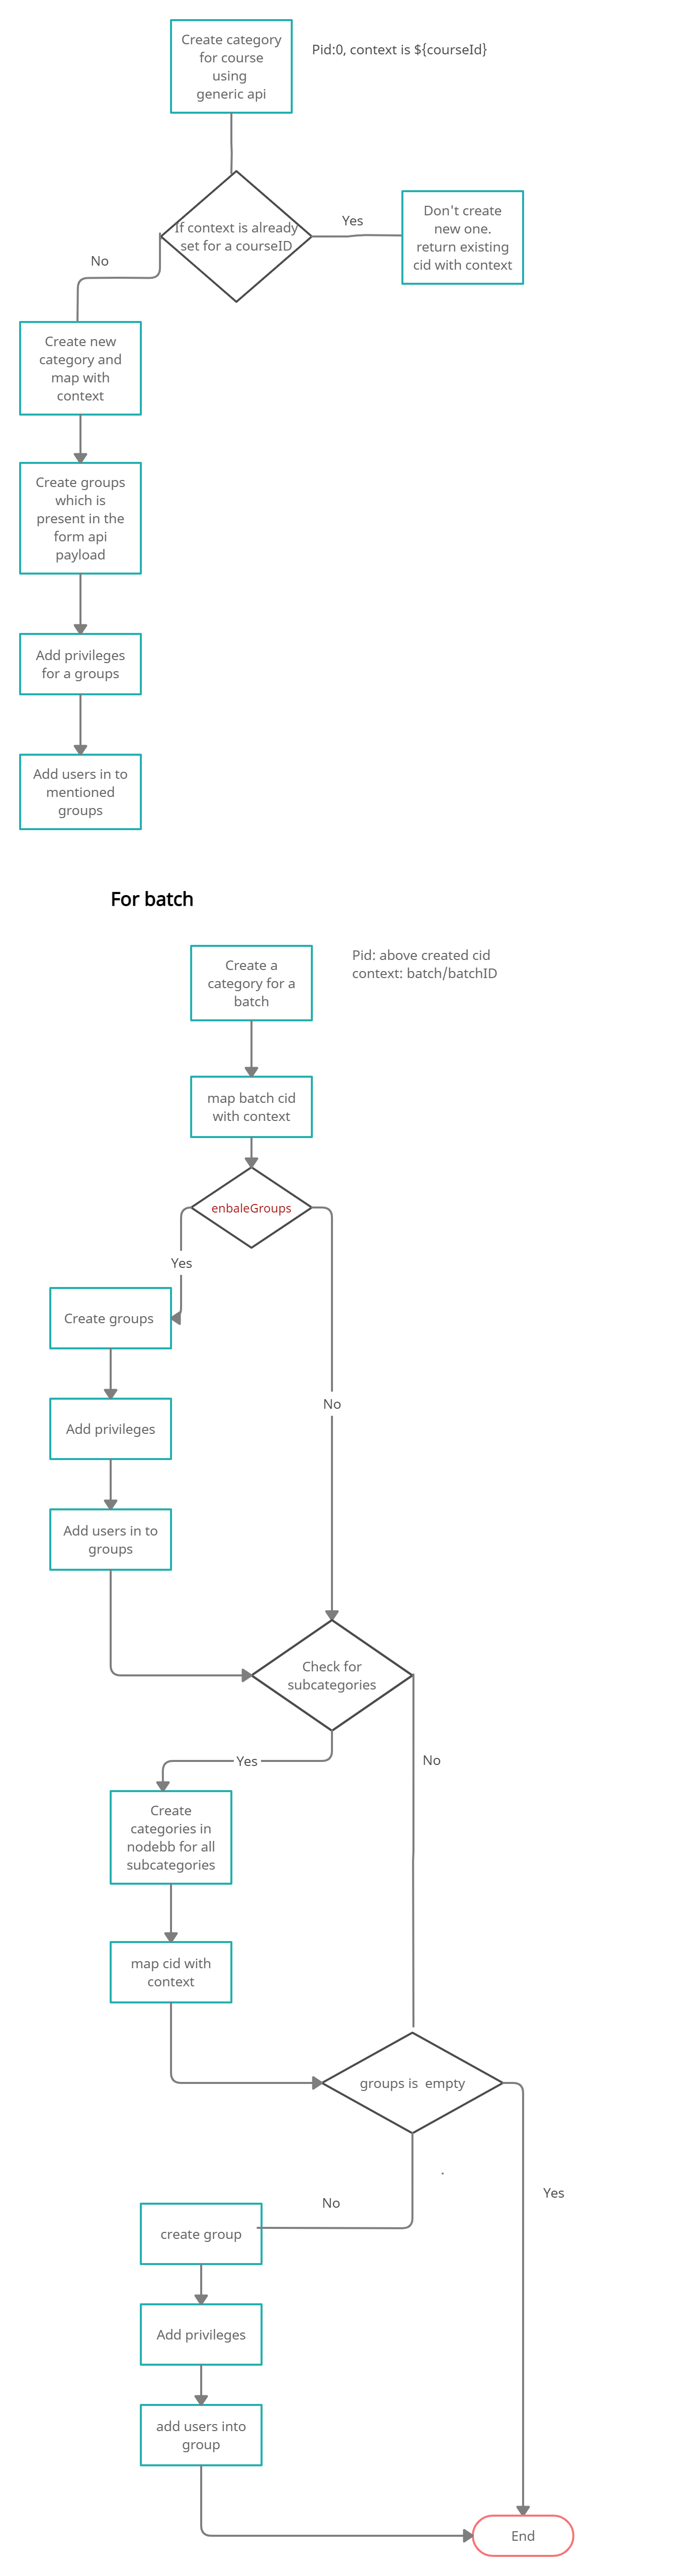 Create category
for course
using
generic api
Pid:0, context is ${courseId}
If context is already
set for a courseID
Yes
Don't create
new one.
return existing
cid with context
No
Create new
category and
map with
context
Create groups
which is
present in the
form api
payload
Add privileges
for a groups
Add users in to
mentioned
groups
For batch
Create a
category for a
batch
Pid: above created cid
context: batch/batchID
map batch cid
with context
enbaleGroups
Yes
Create groups
No
Add privileges
Add users in to
groups
Check for
subcategories
Yes
No
Create
categories in
nodebb for all
subcategories
map cid with
context
groups is  empty
.
No
Yes
create group
Add privileges
add users into
group
End